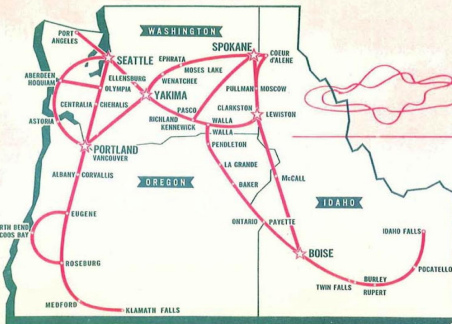 WASHINGTON
PORT
ANGELES
SEATTLE
SPOKANE
COEUR
d'ALENE
EPHRATA
MOSES LAKE
ELLENSBURG
WENATCHEE
ABERDEEN
HOQUIAM
OLYMPIA
YAKIMA
PULLMAN
MOSCOW
CENTRALIA
CHEHALIS
CLARKSTON
LEWISTON
PASCO
RICHLAND
KENNEWICK
WALLA
WALLA
ASTORIA
PORTLAND
VANCOUVER
PENDLETON
LA GRANDE
BAKER
McCALL
ALBANY
CORVALLIS
OREGON
IDAHO
ONTARIO
PAYETTE
EUGENE
RTH BEND
COOS BAY
ROSEBURG
BOISE
IDAHO FALLS
POCATELLO
BURLEY
RUPERT
TWIN FALLS
MEDFORD
KLAMATH FALLS